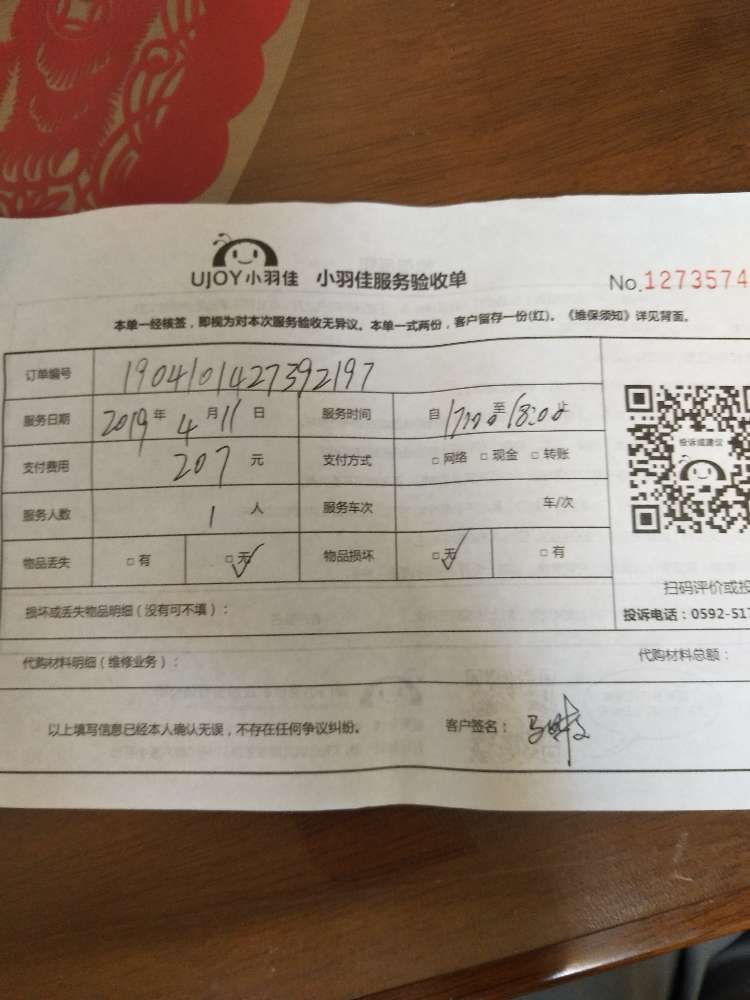 UJOY小羽佳 小羽佳服务验收单 No.1273574
本单一经核签，即视为对本次服务验收无异议。本单一式两份，客户留存一份(红)。《维保须知》详见背面。
订单编号 1904101427392197
服务日期 2019年 4月11日 服务时间 自17:00至18:30止
支付费用 207元 支付方式 □网络 □现金 □转账
服务人数 1人 服务车次 车/次
物品丢失 □有 □无 物品损坏 □无 □有
投诉或建议
扫码评价或投
损坏或丢失物品明细（没有可不填）：
投诉电话：0592-517
代购材料明细（维修业务）： 代购材料总额：
以上填写信息已经本人确认无误，不存在任何争议纠纷。 客户签名：